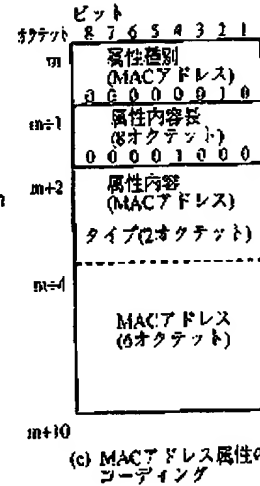 ビット
オクテット 8 7 6 5 4 3 2 1
m 属性種別
(MACアドレス)
0 0 0 0 0 0 1 0
m+1 属性内容長
(8オクテット)
0 0 0 0 1 0 0 0
m+2 属性内容
(MACアドレス)
タイプ(2オクテット)
m+4
MACアドレス
(6オクテット)
m+10
(c) MACアドレス属性の
コーディング